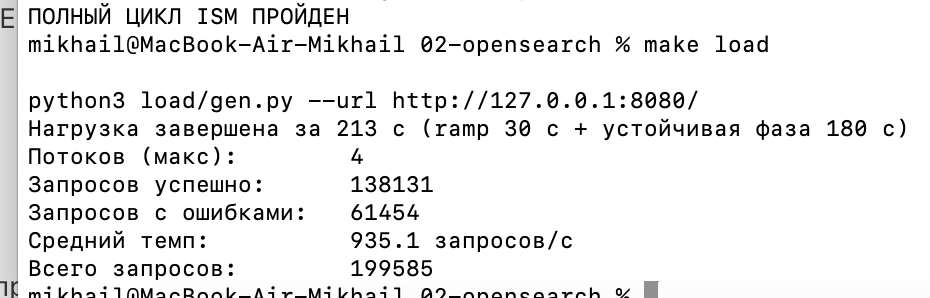 ПОЛНЫЙ ЦИКЛ ISM ПРОЙДЕН
mikhail@MacBook-Air-Mikhail 02-opensearch % make load
python3 load/gen.py --url http://127.0.0.1:8080/
Нагрузка завершена за 213 с (ramp 30 с + устойчивая фаза 180 с)
Потоков (макс): 4
Запросов успешно: 138131
Запросов с ошибками: 61454
Средний темп: 935.1 запросов/с
Всего запросов: 199585
mikhail@MacBook-Air-Mikhail 02-opensearch %